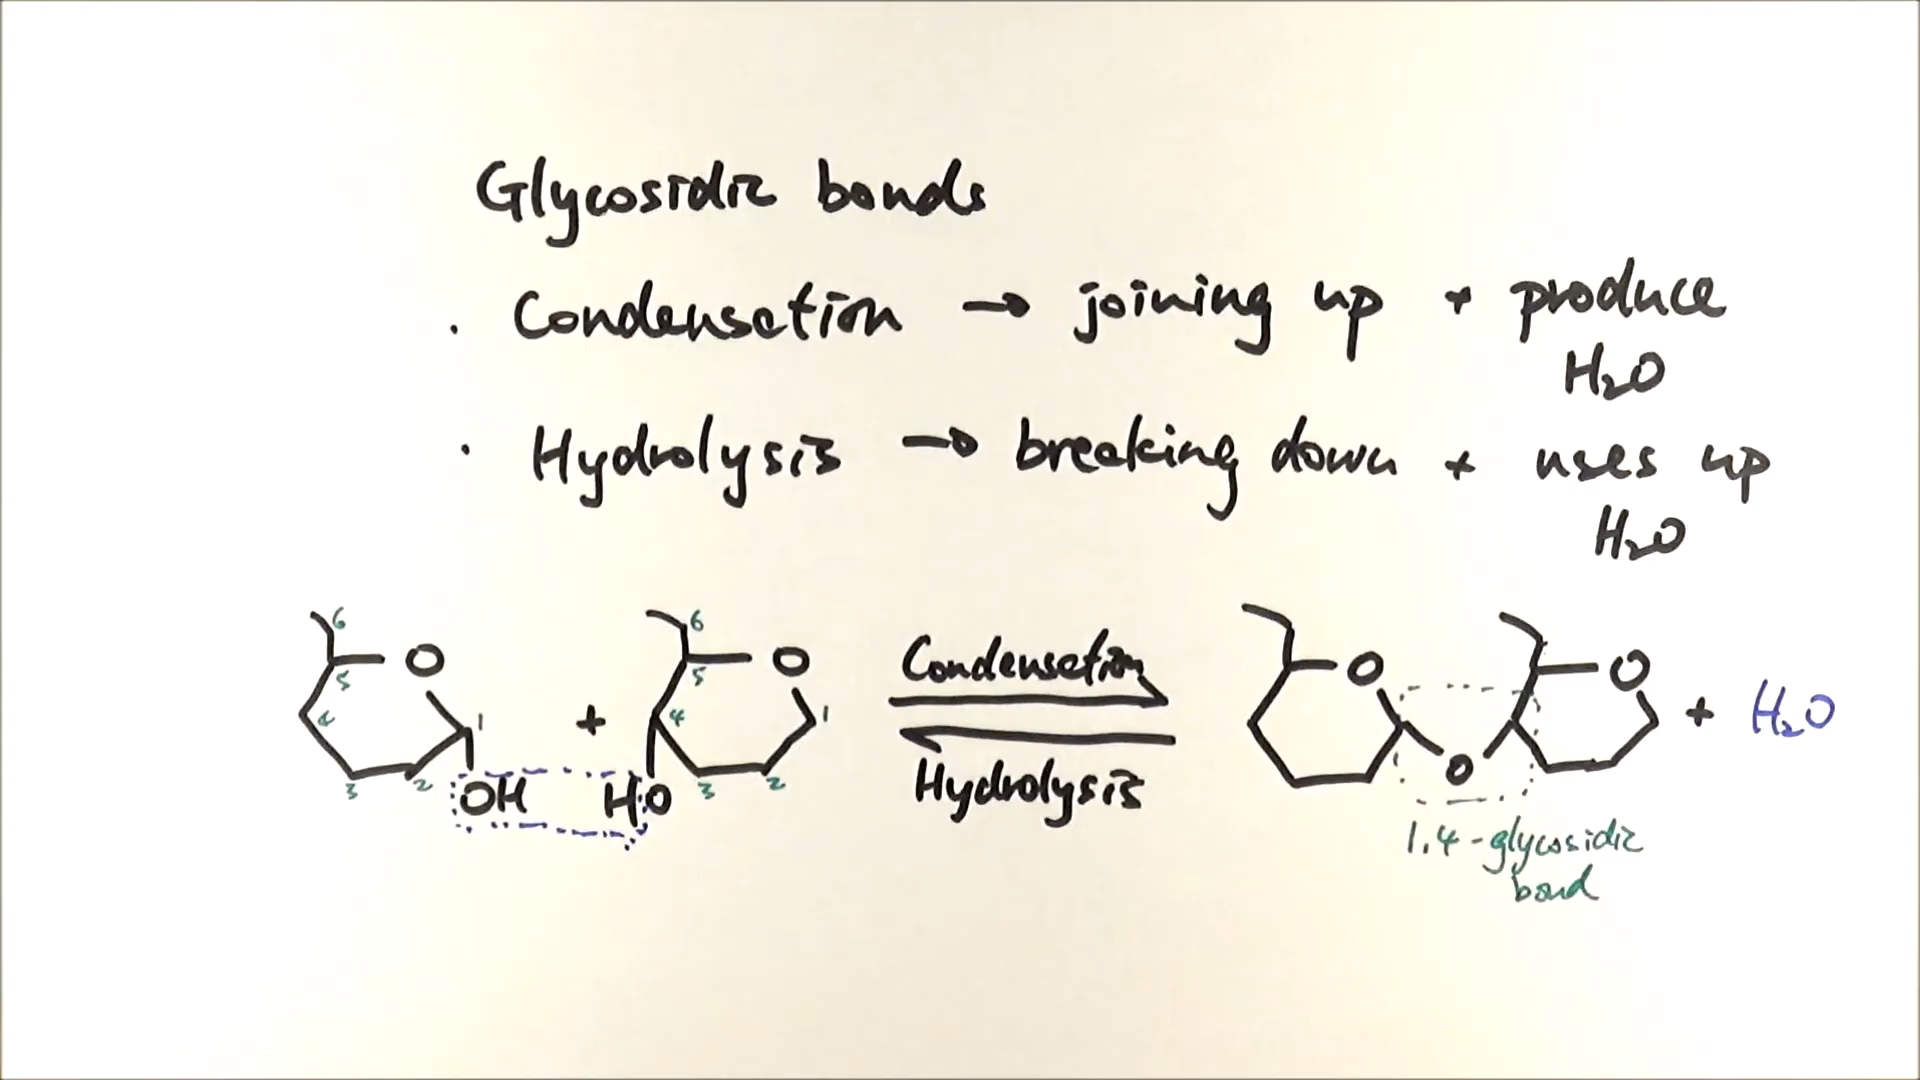 Glycosidic bonds
· Condensation → joining up + produce
H₂O
· Hydrolysis → breaking down + uses up
H₂O
6 O 5 4 1 3 2 OH
+
6 O 5 4 1 3 2 HO
Condensation
Hydrolysis
O O O + H₂O
1.4-glycosidic
bond